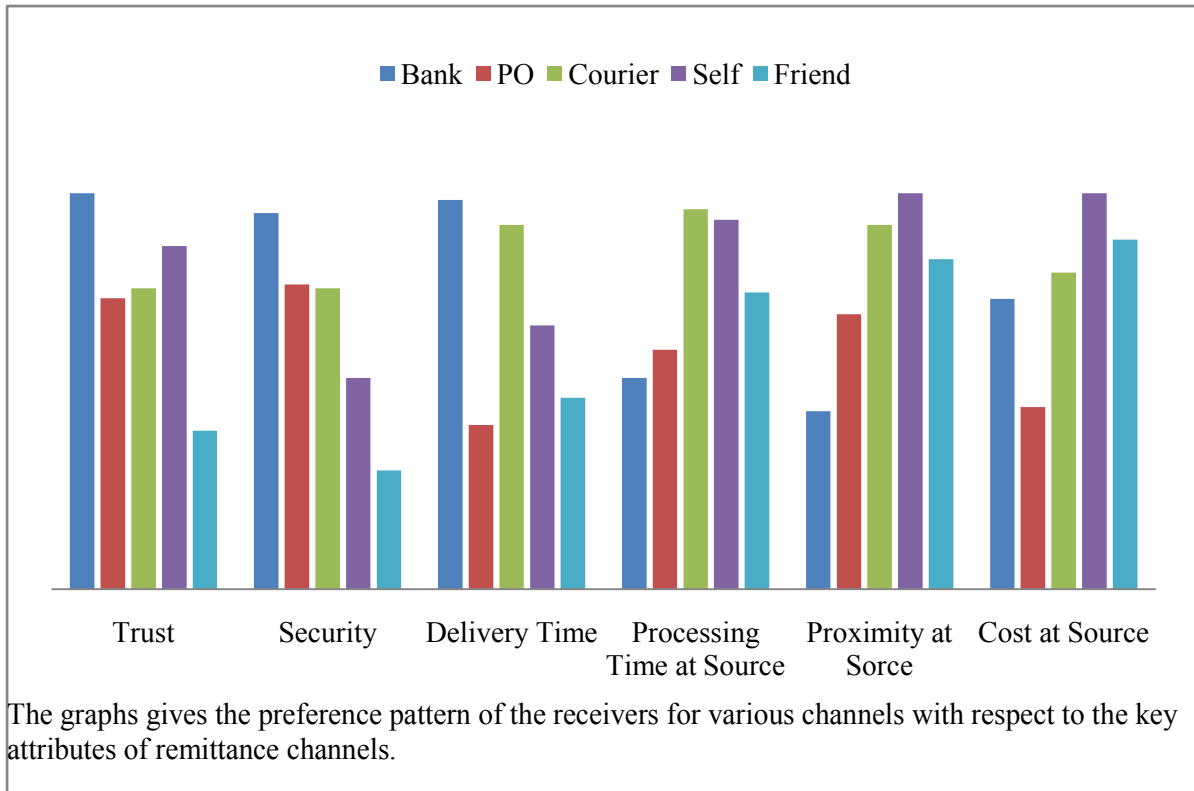 Bank PO Courier Self Friend
Trust Security Delivery Time Processing Time at Source Proximity at Sorce Cost at Source
The graphs gives the preference pattern of the receivers for various channels with respect to the key
attributes of remittance channels.